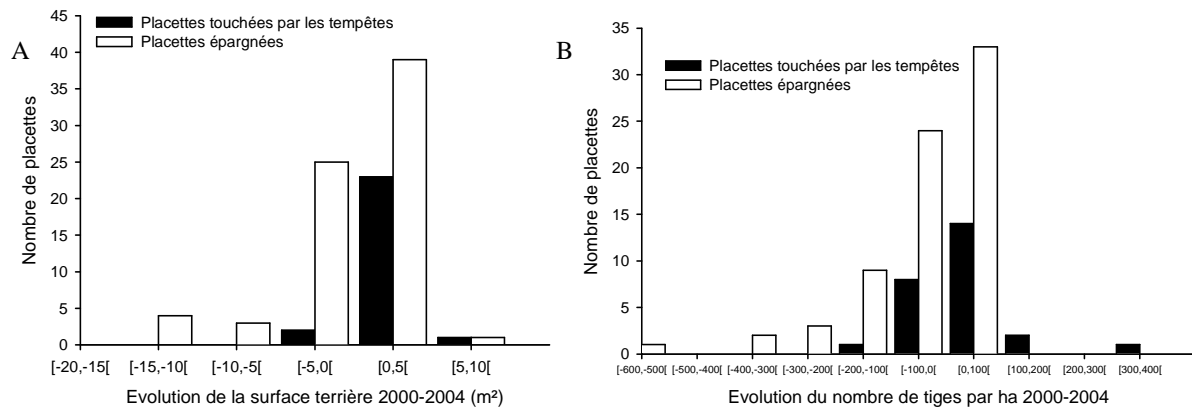 A
Nombre de placettes
45
40
35
30
25
20
15
10
5
0
Placettes touchées par les tempêtes
Placettes épargnées
[-20,-15[ [-15,-10[ [-10,-5[ [-5,0[ [0,5[ [5,10[
Evolution de la surface terrière 2000-2004 (m²)
B
Nombre de placettes
35
30
25
20
15
10
5
0
Placettes touchées par les tempêtes
Placettes épargnées
[-600,-500[ [-500,-400[ [-400,-300[ [-300,-200[ [-200,-100[ [-100,0[ [0,100[ [100,200[ [200,300[ [300,400[
Evolution du nombre de tiges par ha 2000-2004